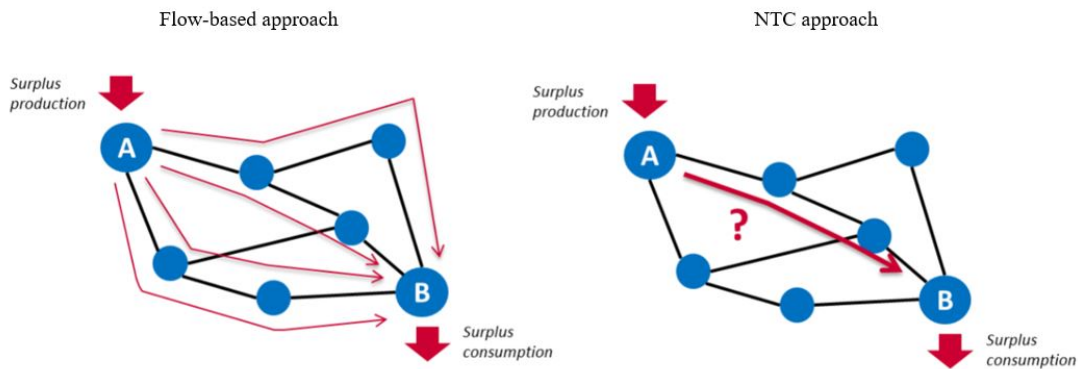 Flow-based approach
Surplus
production
A
B
Surplus
consumption
NTC approach
Surplus
production
A
?
B
Surplus
consumption